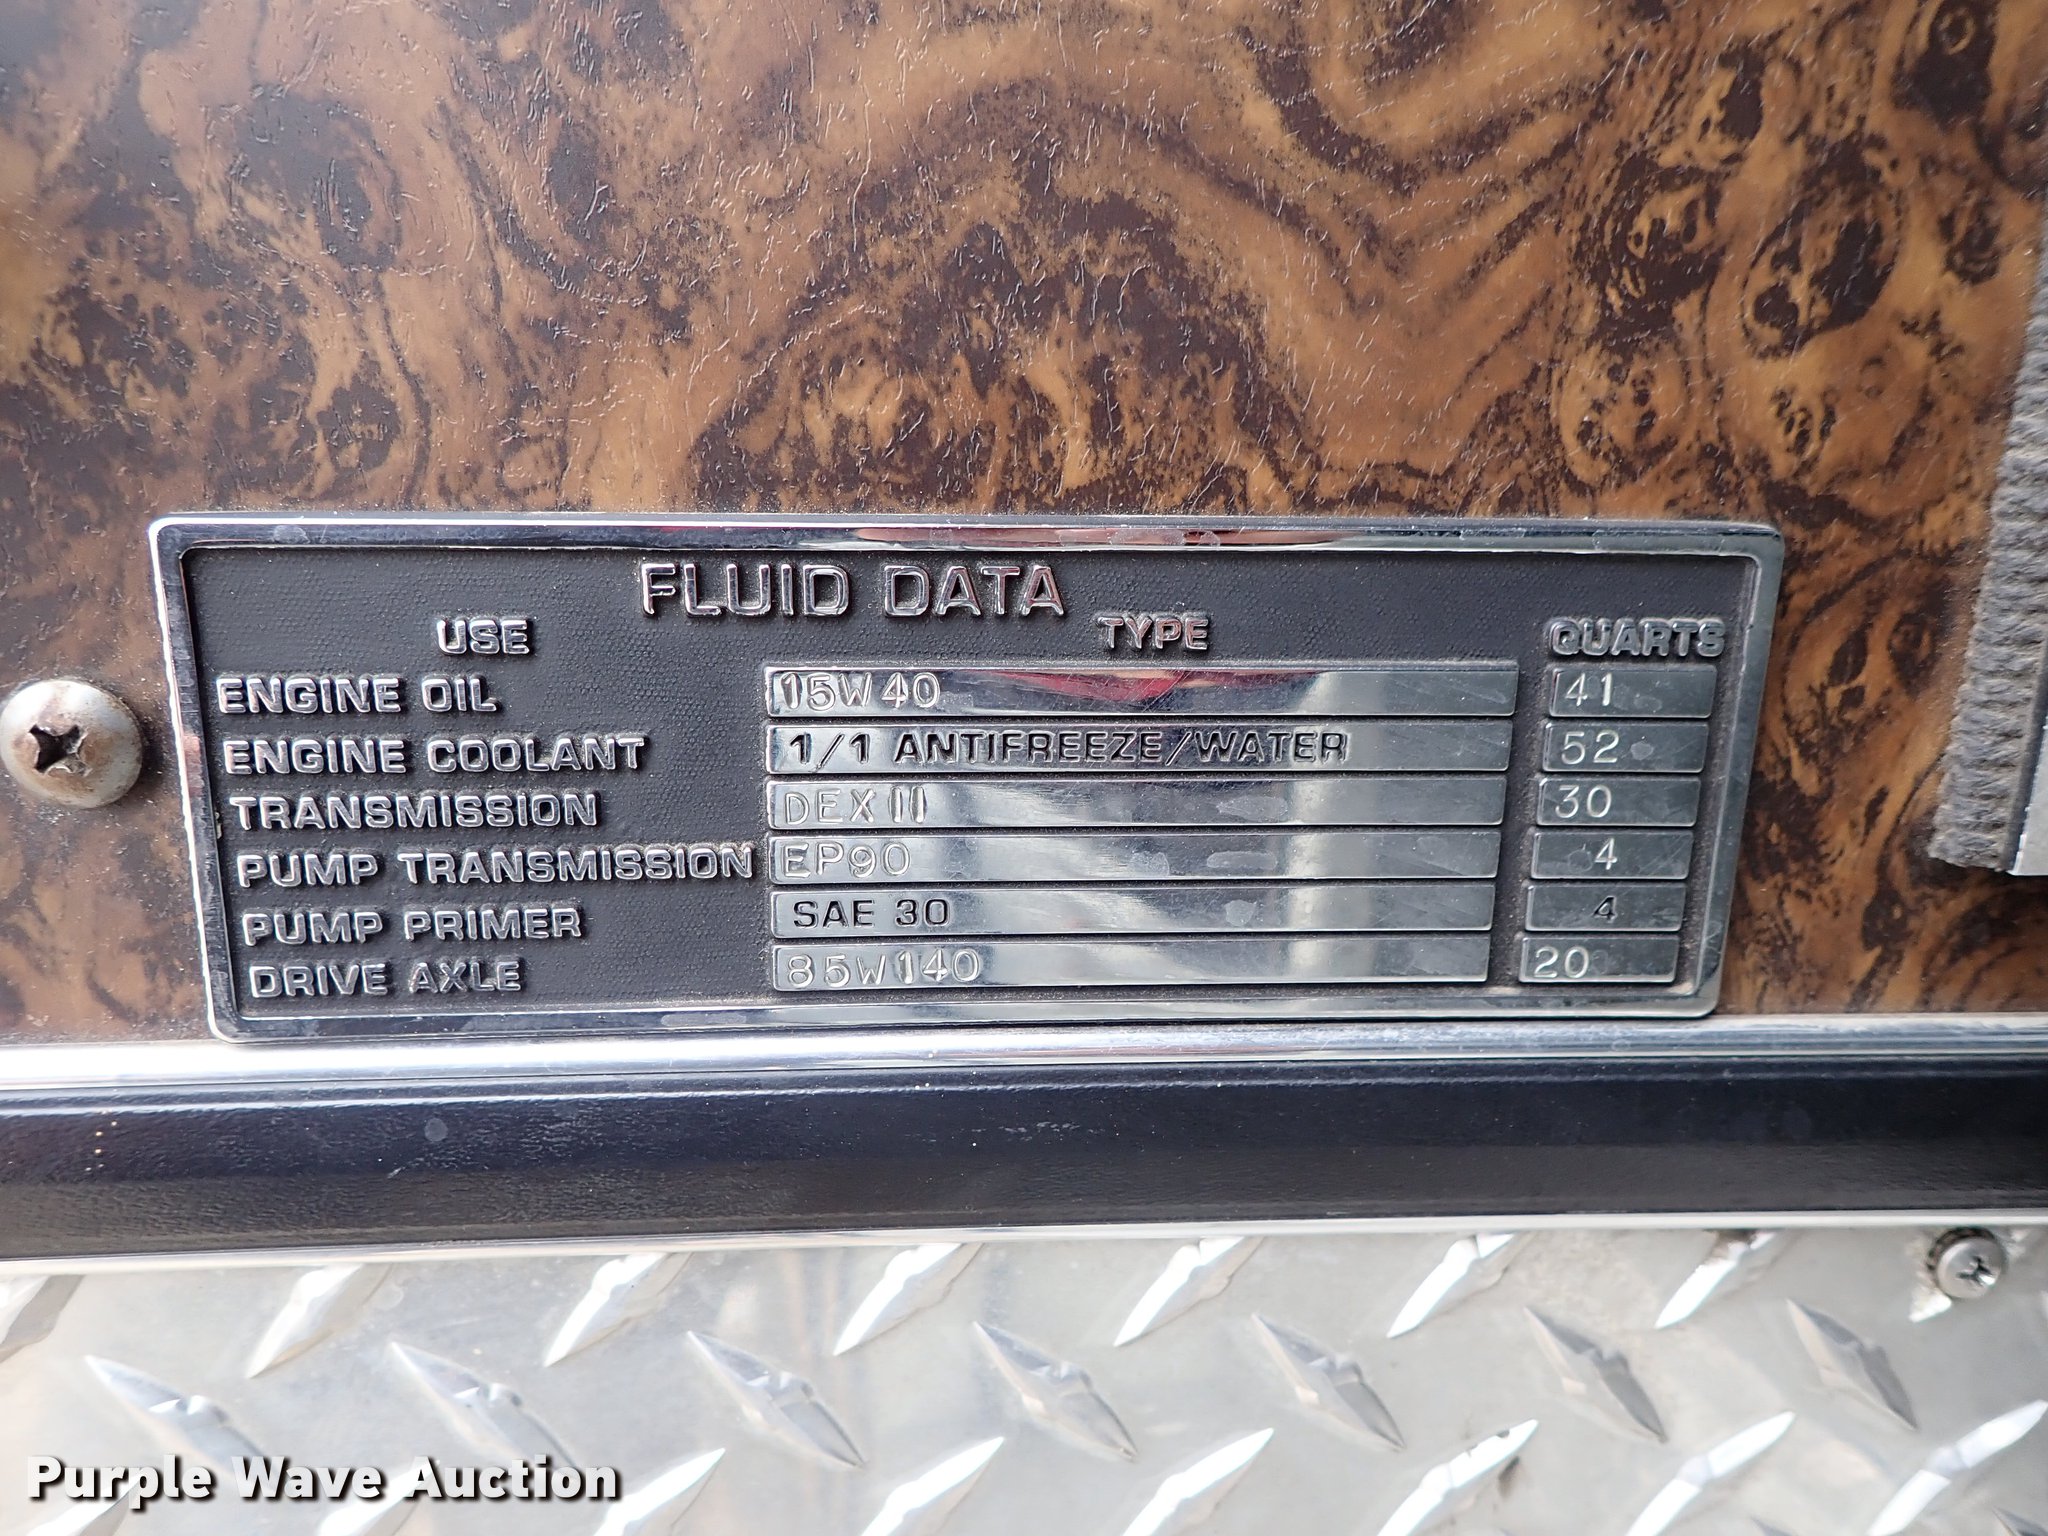 FLUID DATA
USE TYPE QUARTS
ENGINE OIL 15W40 41
ENGINE COOLANT 1/1 ANTIFREEZE/WATER 52
TRANSMISSION DEX II 30
PUMP TRANSMISSION EP90 4
PUMP PRIMER SAE 30 4
DRIVE AXLE 85W140 20
Purple Wave Auction